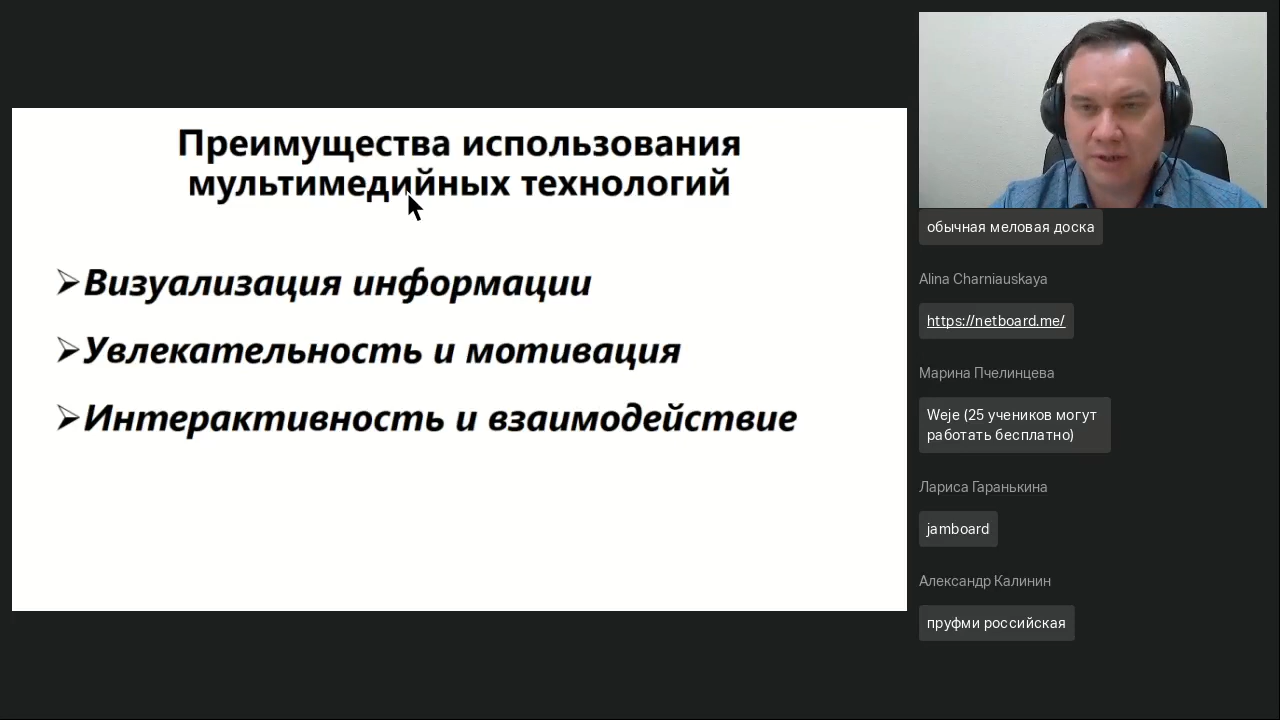 Преимущества использования
мультимедийных технологий
Визуализация информации
Увлекательность и мотивация
Интерактивность и взаимодействие
обычная меловая доска
Alina Charniauskaya
https://netboard.me/
Марина Пчелинцева
Weje (25 учеников могут
работать бесплатно)
Лариса Гаранькина
jamboard
Александр Калинин
пруфми российская